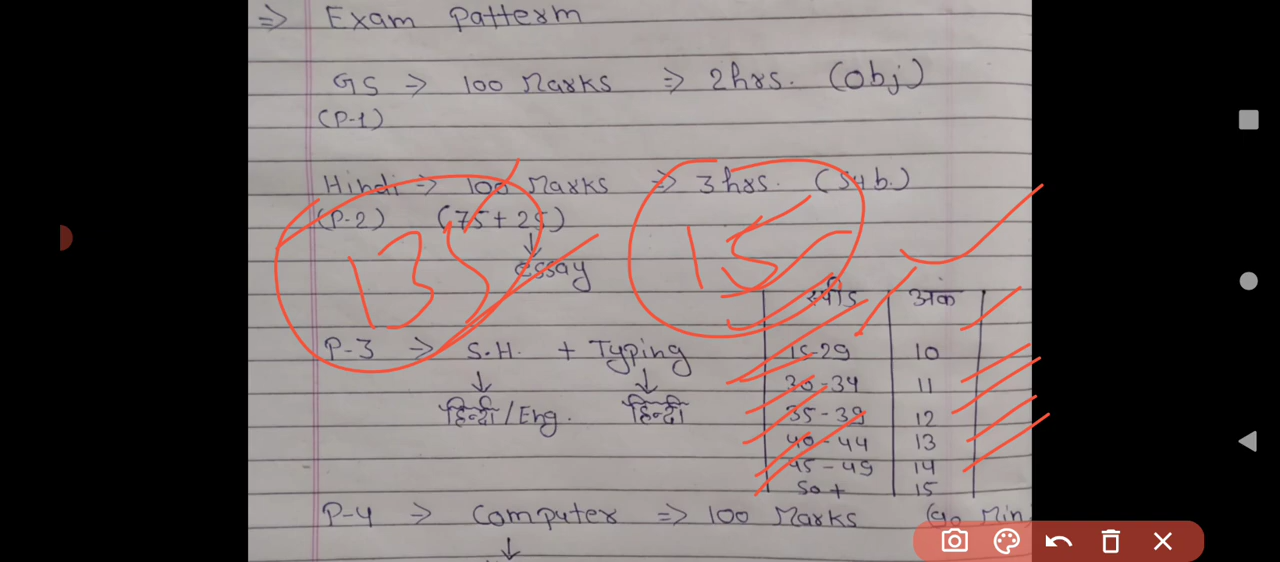 ⇒ Exam Pattern
GS → 100 Marks ⇒ 2hrs. (Obj)
(P-1)
Hindi → 100 Marks ⇒ 3hrs. (Sub.)
(P-2) (75+25)
↓
essay
135
15
स्पीड अंक
15-29 10
30-34 11
35-39 12
40-44 13
45-49 14
50+ 15
P-3 → S.H. + Typing
↓ ↓
हिन्दी/Eng. हिन्दी
P-4 → Computer ⇒ 100 Marks (90 Min
↓